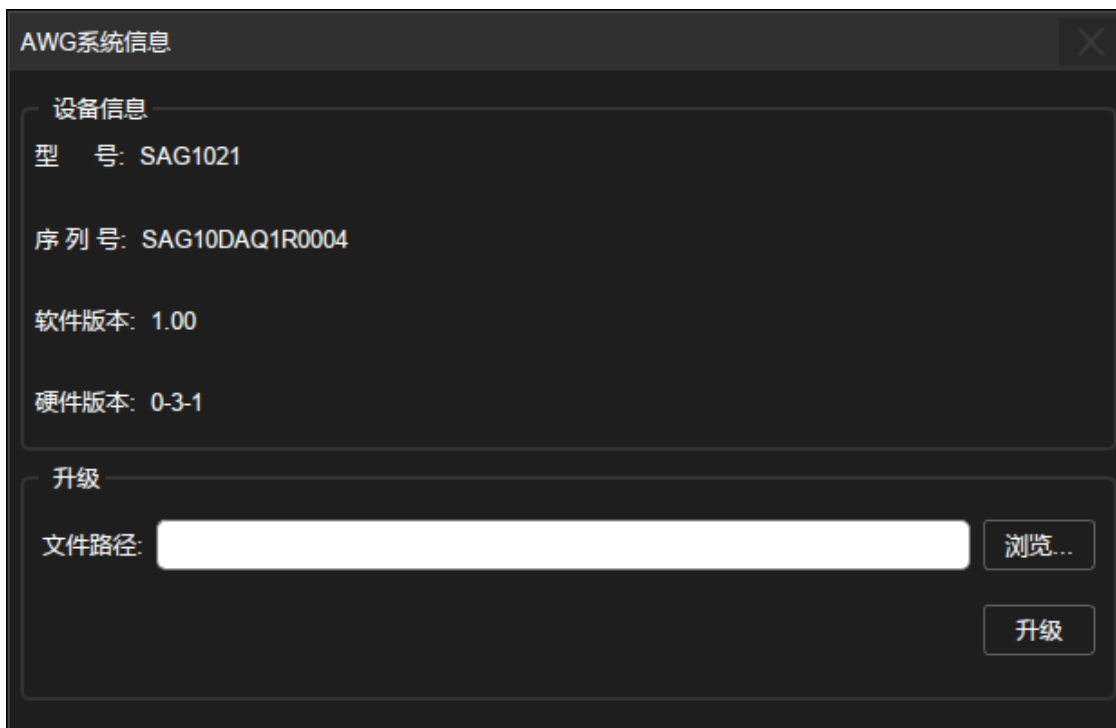 AWG系统信息
设备信息
型 号: SAG1021
序 列 号: SAG10DAQ1R0004
软件版本: 1.00
硬件版本: 0-3-1
升级
文件路径: 浏览...
升级